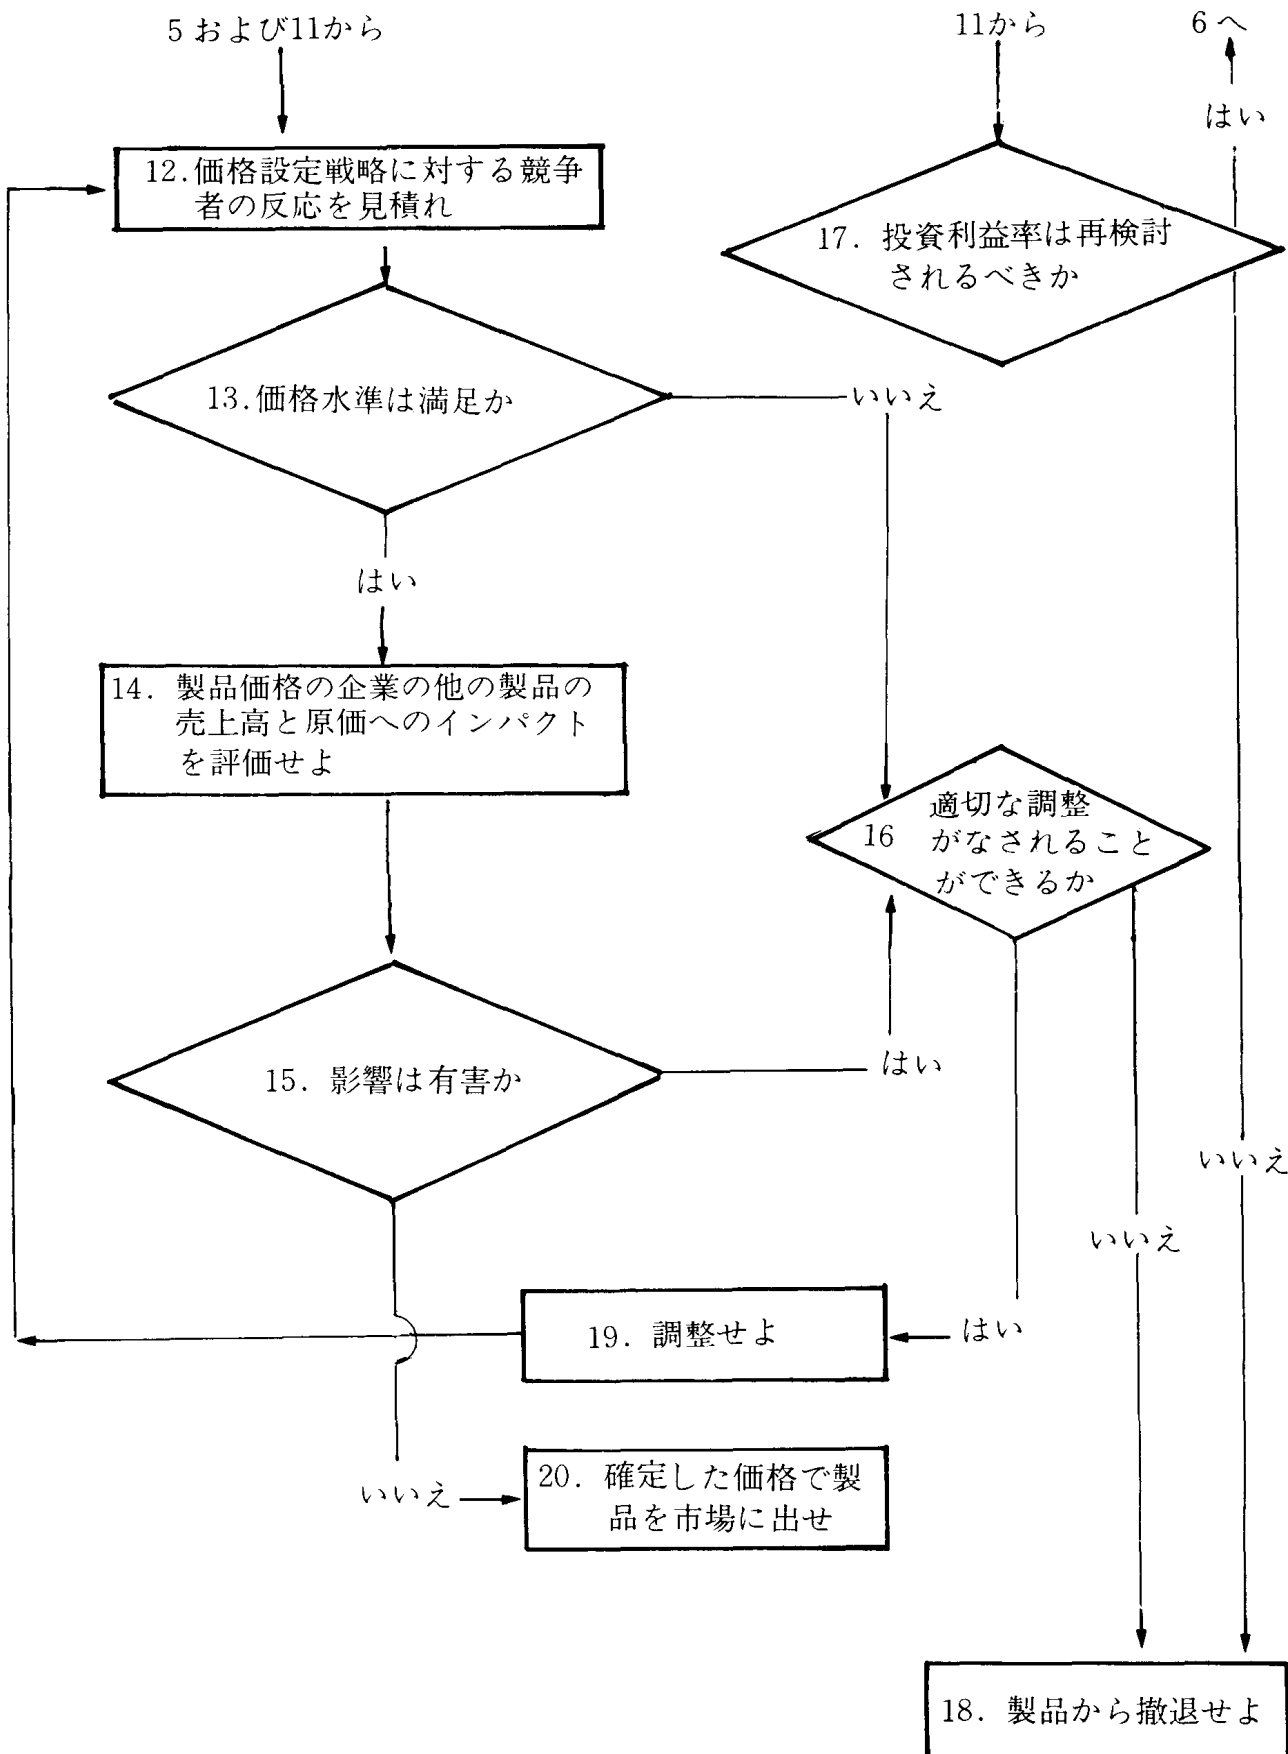 5および11から
11から
6へ
はい
12.価格設定戦略に対する競争
者の反応を見積れ
17. 投資利益率は再検討
されるべきか
13.価格水準は満足か
いいえ
はい
14. 製品価格の企業の他の製品の
売上高と原価へのインパクト
を評価せよ
16 適切な調整
がなされること
ができるか
15. 影響は有害か
はい
いいえ
いいえ
19. 調整せよ
はい
いいえ
20. 確定した価格で製
品を市場に出せ
18. 製品から撤退せよ